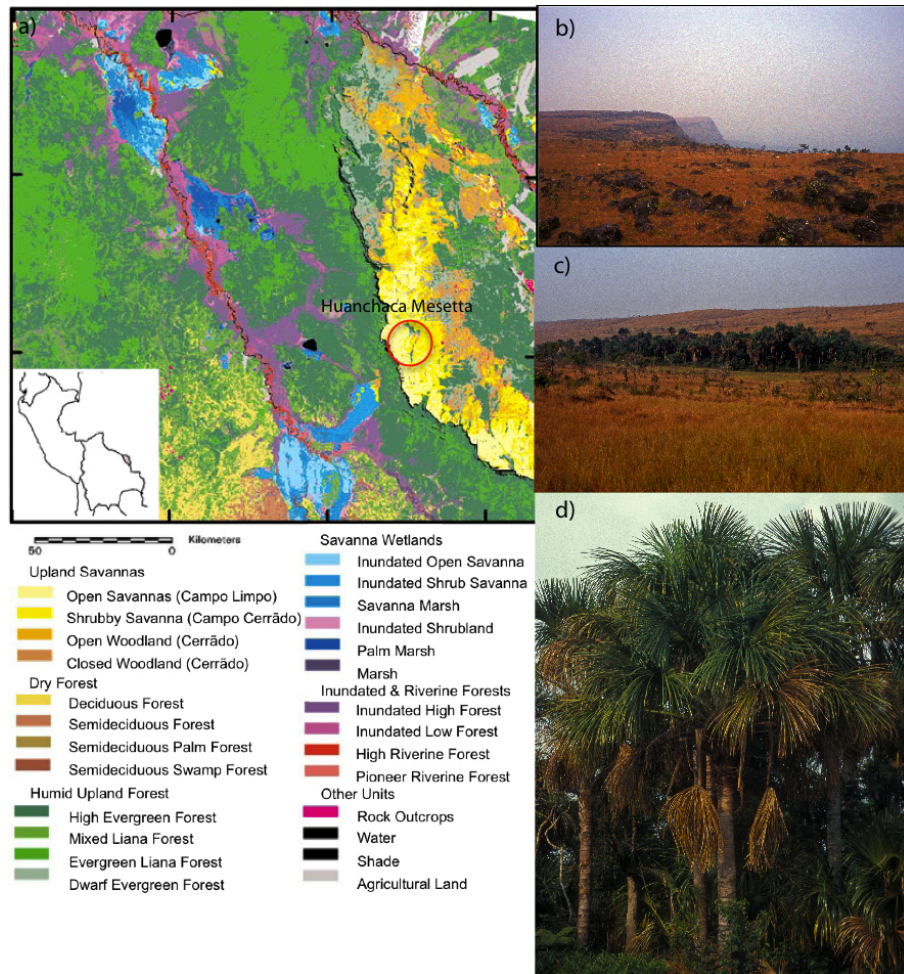 a)
Huanchaca Mesetta
b)
c)
d)
50 0 Kilometers
Upland Savannas
Open Savannas (Campo Limpo)
Shrubby Savanna (Campo Cerrãdo)
Open Woodland (Cerrãdo)
Closed Woodland (Cerrãdo)
Dry Forest
Deciduous Forest
Semideciduous Forest
Semideciduous Palm Forest
Semideciduous Swamp Forest
Humid Upland Forest
High Evergreen Forest
Mixed Liana Forest
Evergreen Liana Forest
Dwarf Evergreen Forest
Savanna Wetlands
Inundated Open Savanna
Inundated Shrub Savanna
Savanna Marsh
Inundated Shrubland
Palm Marsh
Marsh
Inundated & Riverine Forests
Inundated High Forest
Inundated Low Forest
High Riverine Forest
Pioneer Riverine Forest
Other Units
Rock Outcrops
Water
Shade
Agricultural Land